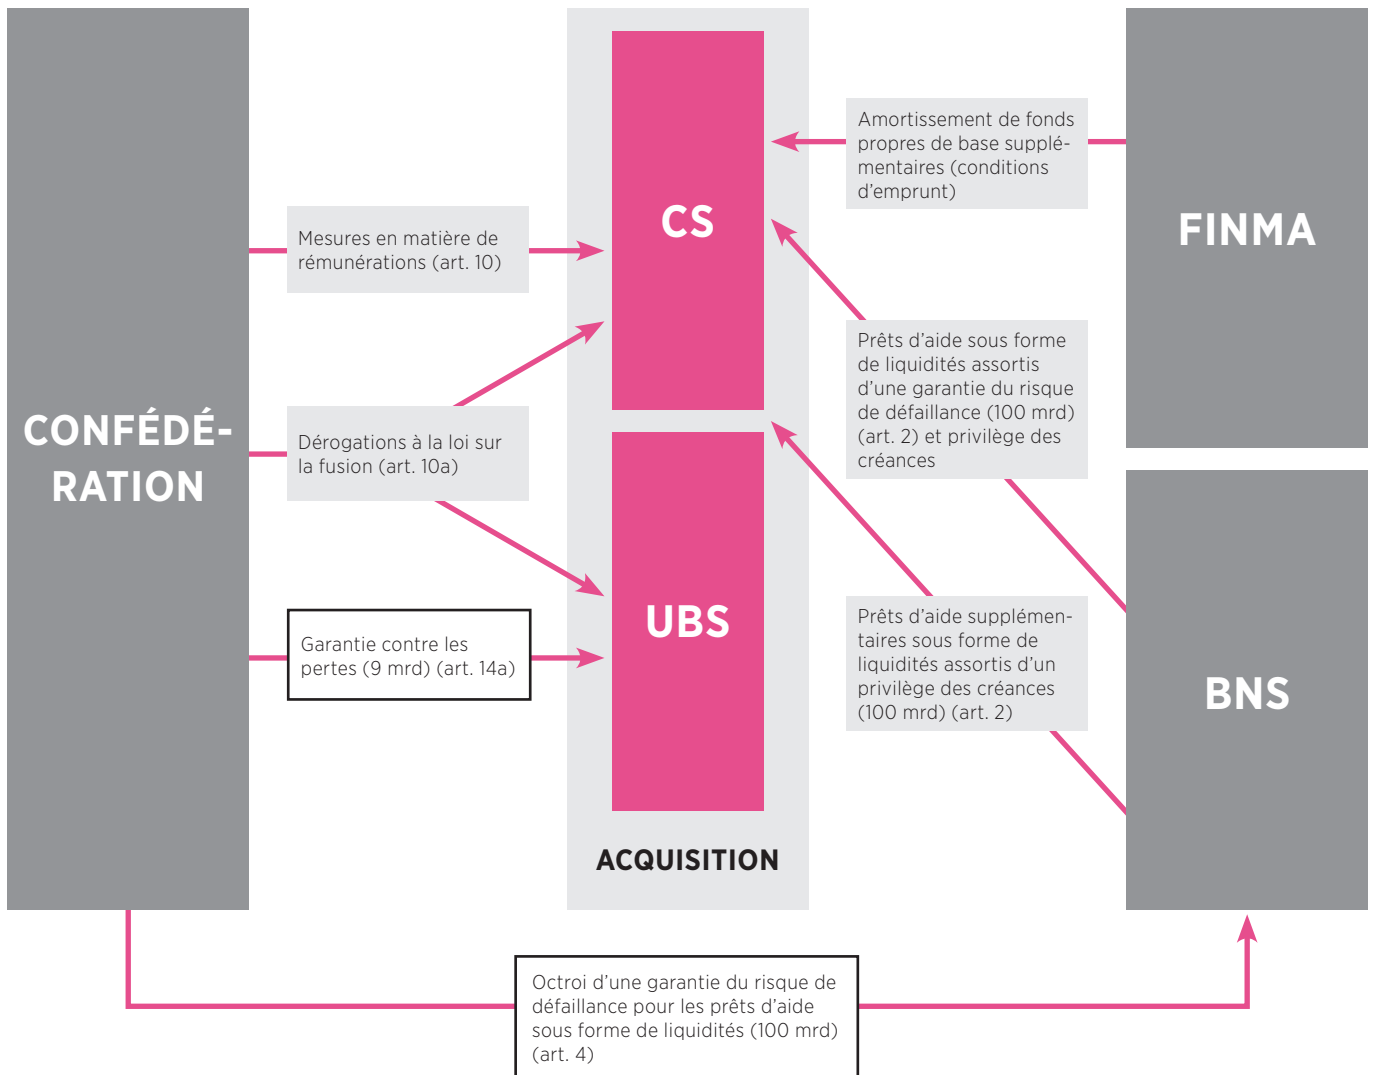 CONFÉDÉ-
RATION
Mesures en matière de
rémunérations (art. 10)
Dérogations à la loi sur
la fusion (art. 10a)
Garantie contre les
pertes (9 mrd) (art. 14a)
CS
UBS
ACQUISITION
Amortissement de fonds
propres de base supplé-
mentaires (conditions
d’emprunt)
Prêts d’aide sous forme
de liquidités assortis
d’une garantie du risque
de défaillance (100 mrd)
(art. 2) et privilège des
créances
Prêts d’aide supplémen-
taires sous forme de
liquidités assortis d’un
privilège des créances
(100 mrd) (art. 2)
FINMA
BNS
Octroi d’une garantie du risque de
défaillance pour les prêts d’aide
sous forme de liquidités (100 mrd)
(art. 4)